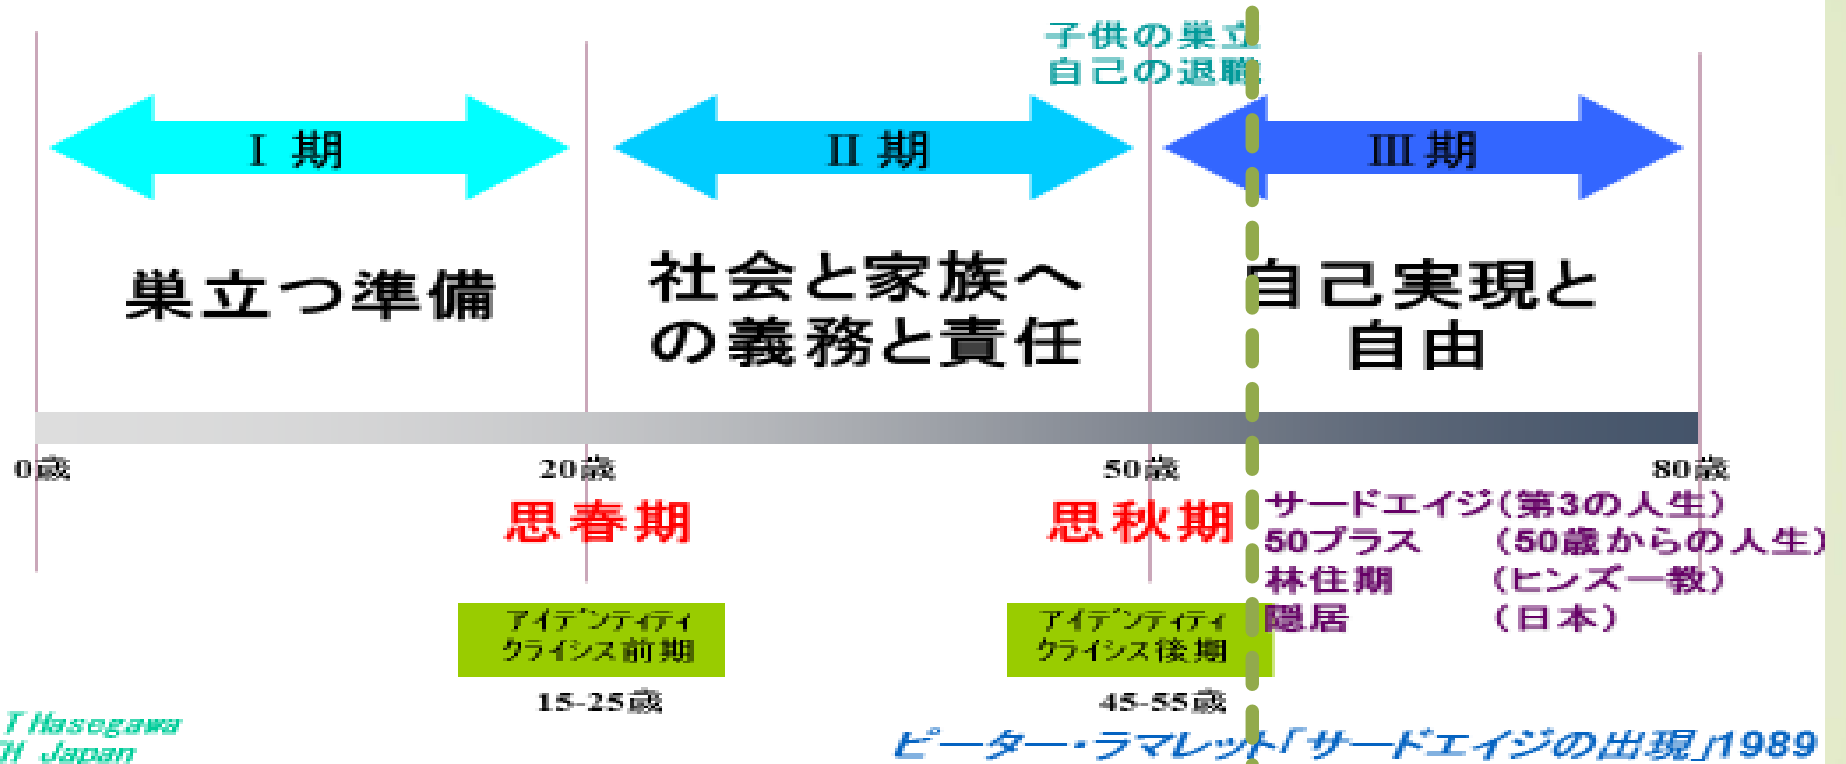 子供の巣立
自己の退職
Ⅰ 期
Ⅱ 期
Ⅲ 期
巣立つ準備
社会と家族へ
の義務と責任
自己実現と
自由
0歳
20歳
50歳
80歳
思春期
思秋期
サードエイジ(第3の人生)
50プラス (50歳からの人生)
林住期 (ヒンズー教)
隠居 (日本)
アイデンティティ
クライシス前期
アイデンティティ
クライシス後期
15-25歳
45-55歳
T Hasegawa
Japan
ピーター・ラマレット「サードエイジの出現」1989